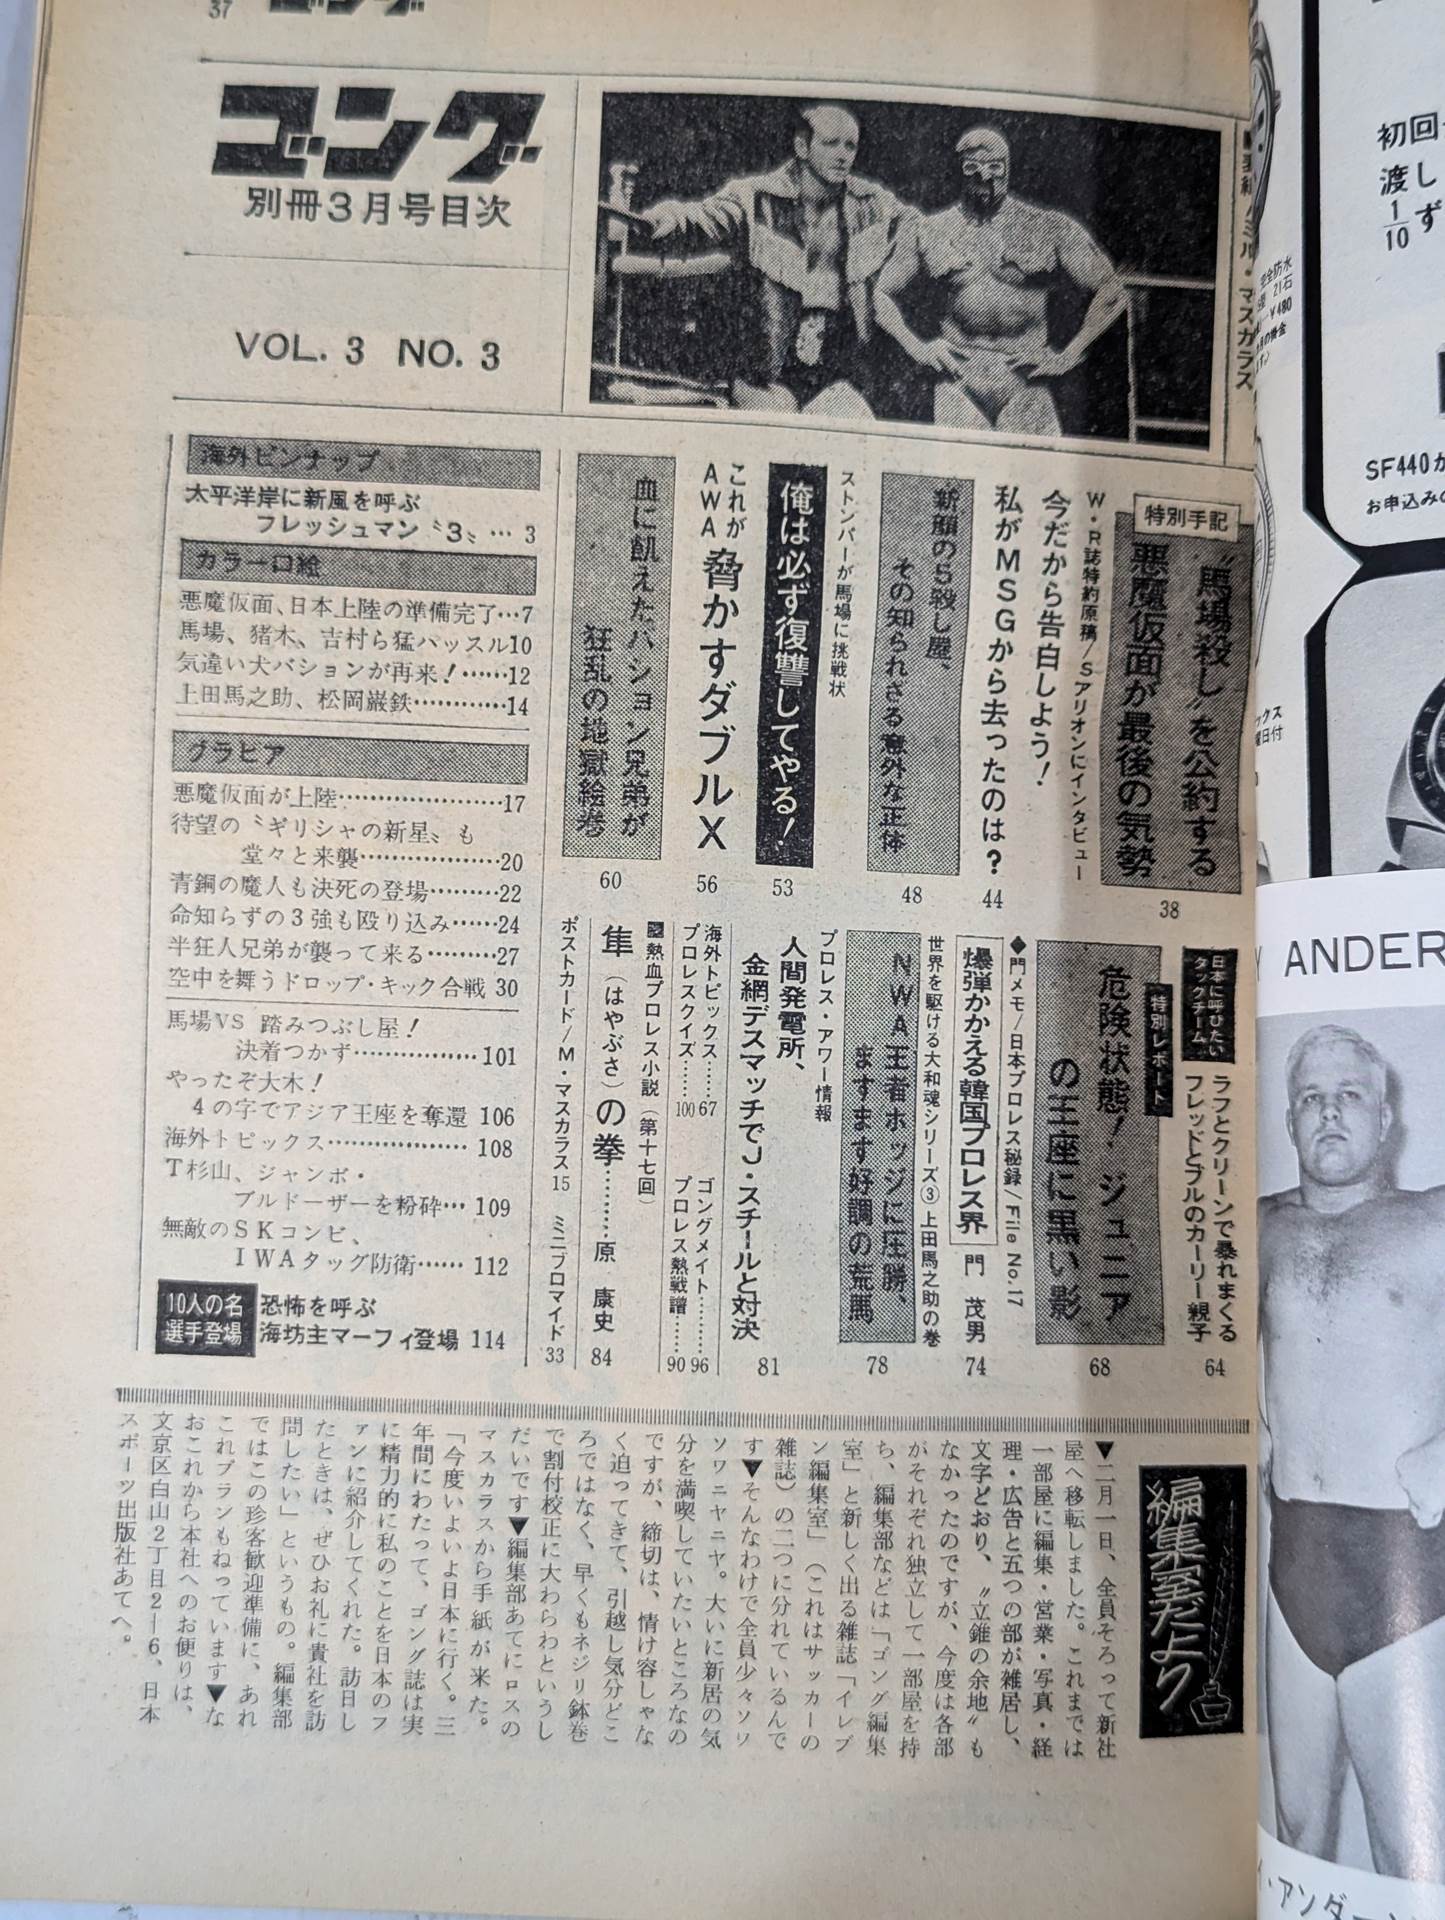 37
ゴング
ゴング
別冊3月号目次
VOL. 3 NO. 3
海外ピンナップ
太平洋岸に新風を呼ぶ
フレッシュマン〝3〟… 3
カラー口絵
悪魔仮面、日本上陸の準備完了…7
馬場、猪木、吉村ら猛ハッスル10
気違い犬バションが再来!……12
上田馬之助、松岡巌鉄…………14
グラビア
悪魔仮面が上陸…………………17
待望の〝ギリシャの新星〟も
堂々と来襲………………20
青銅の魔人も決死の登場………22
命知らずの3強も殴り込み……24
半狂人兄弟が襲って来る………27
空中を舞うドロップ・キック合戦 30
馬場VS 踏みつぶし屋!
決着つかず……………101
やったぞ大木!
4の字でアジア王座を奪還 106
海外トピックス………………108
T杉山、ジャンボ・
ブルドーザーを粉砕… 109
無敵のSKコンビ、
IWAタッグ防衛…… 112
10人の名
選手登場
恐怖を呼ぶ
海坊主マーフィ登場 114
特別手記
〝馬場殺し〟を公約する
悪魔仮面が最後の気勢
38
W・R誌特約原稿/Sアリオンにインタビュー
今だから告白しよう!
私がMSGから去ったのは?
44
新顔の5殺し屋、
その知られざる意外な正体
48
ストンパーが馬場に挑戦状
俺は必ず復讐してやる!
53
これが
AWA
脅かすダブルX
56
血に飢えたバション兄弟が
狂乱の地獄絵巻
60
日本に呼びたい
タッグチーム
ラフとクリーンで暴れまくる
フレッドとブルのカーリー親子
64
特別レポート
危険状態!ジュニア
の王座に黒い影
68
◆門メモ/日本プロレス秘録/File No.17
爆弾かかえる韓国プロレス界
門 茂男
74
世界を駆ける大和魂シリーズ③上田馬之助の巻
NWA王者ホッジに圧勝、
ますます好調の荒馬
78
プロレス・アワー情報
人間発電所、
金網デスマッチでJ・スチールと対決
81
海外トピックス……67
プロレスクイズ……100
ゴングメイト………96
プロレス熱戦譜……90
熱血プロレス小説(第十七回)
隼(はやぶさ)の拳………原 康史
84
ポストカード/M・マスカラス15 ミニブロマイド 33
編集室だより
▼二月一日、全員そろって新社
屋へ移転しました。これまでは
一部屋に編集・営業・写真・経
理・広告と五つの部が雑居し、
文字どおり、〝立錐の余地〟も
なかったのですが、今度は各部
がそれぞれ独立して一部屋を持
ち、編集部などは「ゴング編集
室」と新しく出る雑誌「イレブ
ン編集室」(これはサッカーの
雑誌)の二つに分れているんで
す▼そんなわけで全員少々ソワ
ソワニヤニヤ。大いに新居の気
分を満喫していたいところなの
ですが、締切は、情け容しゃな
く迫ってきて、引越し気分どこ
ろではなく、早くもネジリ鉢巻
で割付校正に大わらわというし
だいです▼編集部あてにロスの
マスカラスから手紙が来た。
「今度いよいよ日本に行く。三
年間にわたって、ゴング誌は実
に精力的に私のことを日本のフ
ァンに紹介してくれた。訪日し
たときは、ぜひお礼に貴社を訪
問したい」というもの。編集部
ではこの珍客歓迎準備に、あれ
これプランもねっています▼な
おこれから本社へのお便りは、
文京区白山2丁目2―6、日本
スポーツ出版社あてへ。
初回
渡し
1/10 ず
完全防水
21石
¥480
SF440か
お申込みの
ANDER
アンダー